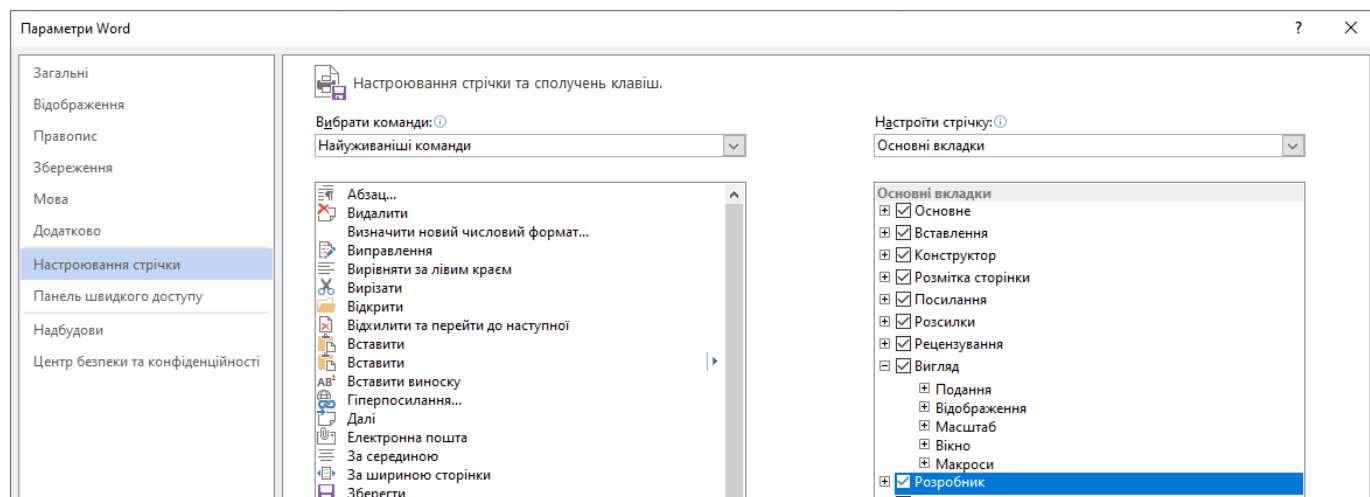 Параметри Word
?
Загальні
Відображення
Правопис
Збереження
Мова
Додатково
Настроювання стрічки
Панель швидкого доступу
Надбудови
Центр безпеки та конфіденційності
Настроювання стрічки та сполучень клавіш.
Вибрати команди:
Найуживаніші команди
Абзац...
Видалити
Визначити новий числовий формат...
Виправлення
Вирівняти за лівим краєм
Вирізати
Відкрити
Відхилити та перейти до наступної
Вставити
Вставити
AB1 Вставити виноску
Гіперпосилання...
Далі
Електронна пошта
За серединою
За шириною сторінки
Зберегти
Настроїти стрічку:
Основні вкладки
Основні вкладки
Основне
Вставлення
Конструктор
Розмітка сторінки
Посилання
Розсилки
Рецензування
Вигляд
Подання
Відображення
Масштаб
Вікно
Макроси
Розробник